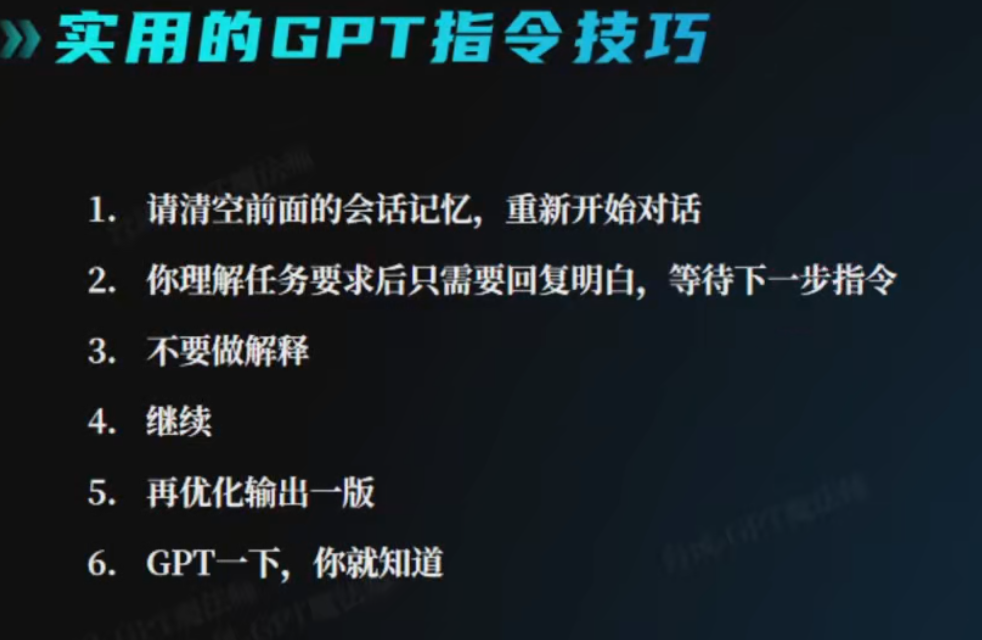 实用的GPT指令技巧
1. 请清空前面的会话记忆，重新开始对话
2. 你理解任务要求后只需要回复明白，等待下一步指令
3. 不要做解释
4. 继续
5. 再优化输出一版
6. GPT一下，你就知道